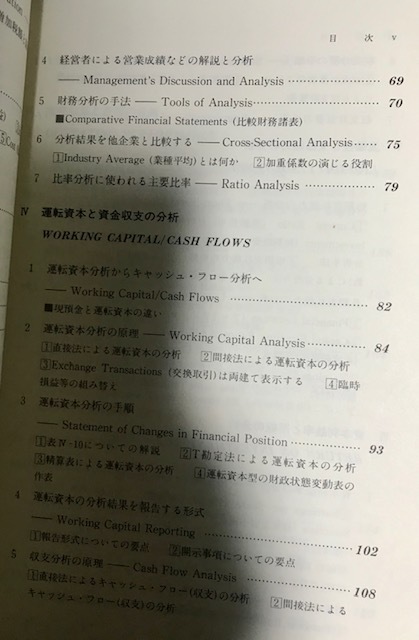 目 次 v
4 経営者による営業成績などの解説と分析
—— Management's Discussion and Analysis ……………… 69
5 財務分析の手法 —— Tools of Analysis……………………… 70
■Comparative Financial Statements (比較財務諸表)
6 分析結果を他企業と比較する —— Cross-Sectional Analysis…… 75
1 Industry Average (業種平均) とは何か 2 加重係数の演じる役割
7 比率分析に使われる主要比率 —— Ratio Analysis ……………… 79
Ⅳ 運転資本と資金収支の分析
WORKING CAPITAL/CASH FLOWS
1 運転資本分析からキャッシュ・フロー分析へ
—— Working Capital/Cash Flows ……………………… 82
■現預金と運転資本の違い
2 運転資本分析の原理 —— Working Capital Analysis……………… 84
1 直接法による運転資本の分析 2 間接法による運転資本の分析
3 Exchange Transactions (交換取引) は両建て表示する 4 臨時
損益等の組み替え
3 運転資本分析の手順
—— Statement of Changes in Financial Position……………… 93
1 表Ⅳ・10についての解説 2 T勘定法による運転資本の分析
3 精算表による運転資本の分析 4 運転資本型の財政状態変動表の
作表
4 運転資本の分析結果を報告する形式
—— Working Capital Reporting ……………………… 102
1 報告形式についての要点 2 開示事項についての要点
5 収支分析の原理 —— Cash Flow Analysis ……………………… 108
1 直接法によるキャッシュ・フロー(収支)の分析 2 間接法による
キャッシュ・フロー(収支)の分析